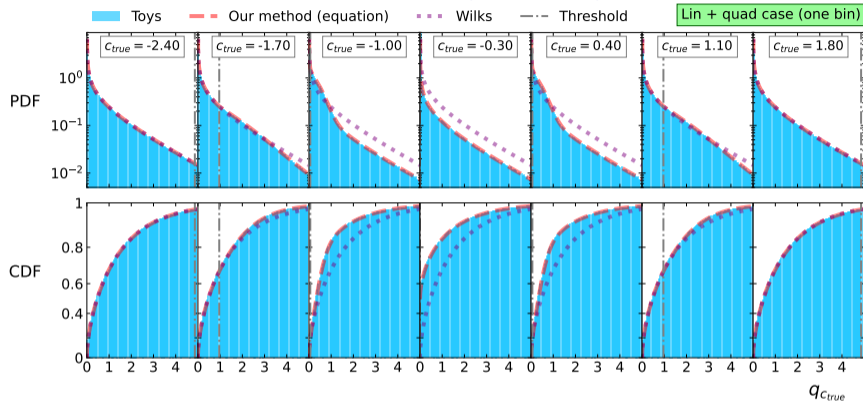 Toys Our method (equation) Wilks Threshold Lin + quad case (one bin)
c_true = -2.40 c_true = -1.70 c_true = -1.00 c_true = -0.30 c_true = 0.40 c_true = 1.10 c_true = 1.80
PDF
10^0
10^−1
10^−2
CDF
1
0.8
0.6
0.4
0
0 1 2 3 4 0 1 2 3 4 0 1 2 3 4 0 1 2 3 4 0 1 2 3 4 0 1 2 3 4 0 1 2 3 4
q_c_true